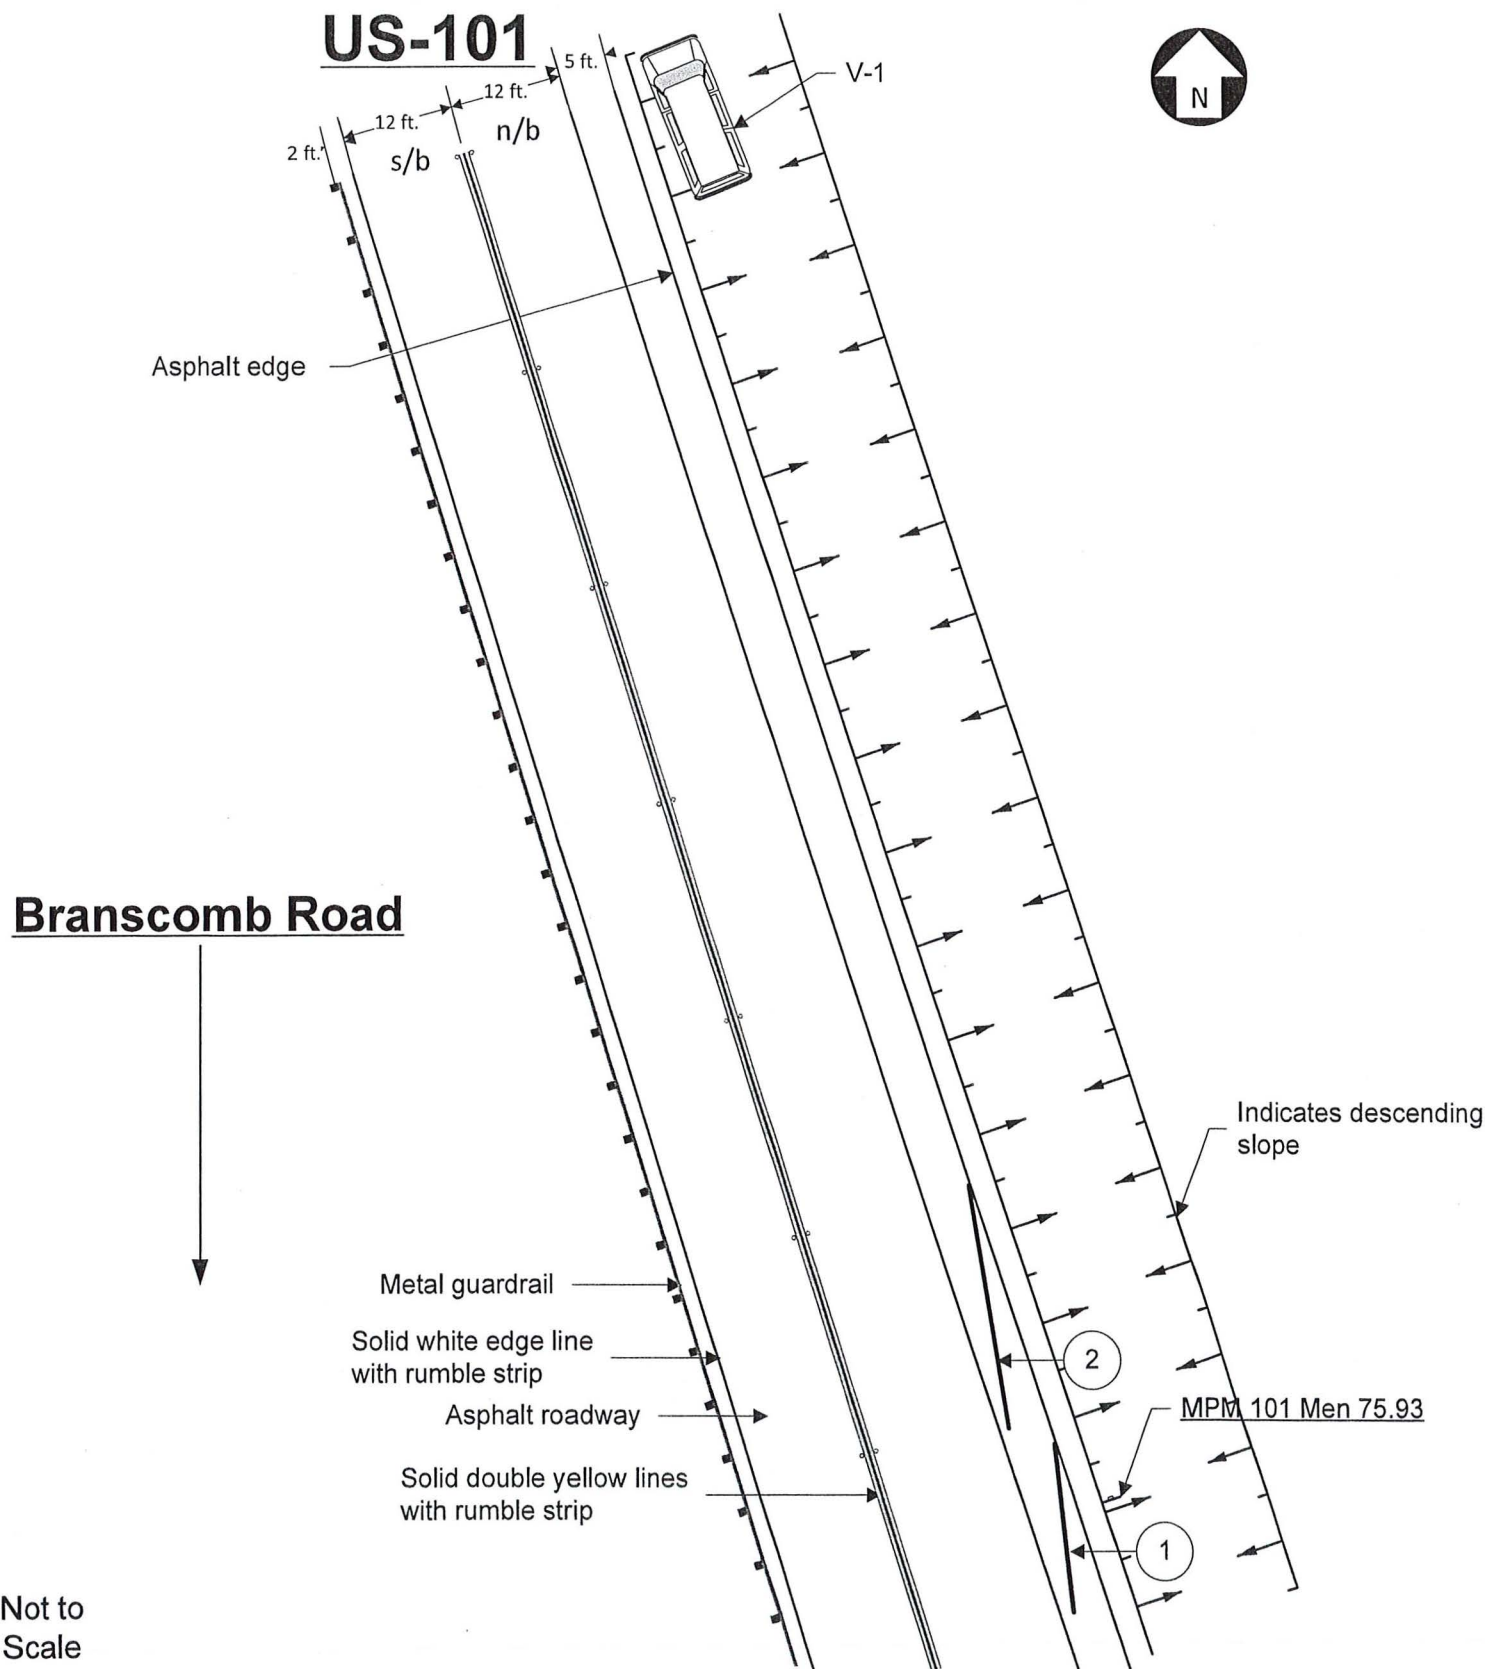 US-101
5 ft.
12 ft.
12 ft.
2 ft.
s/b
n/b
V-1
N
Asphalt edge
Branscomb Road
Indicates descending
slope
Metal guardrail
Solid white edge line
with rumble strip
2
Asphalt roadway
MPM 101 Men 75.93
Solid double yellow lines
with rumble strip
1
Not to
Scale